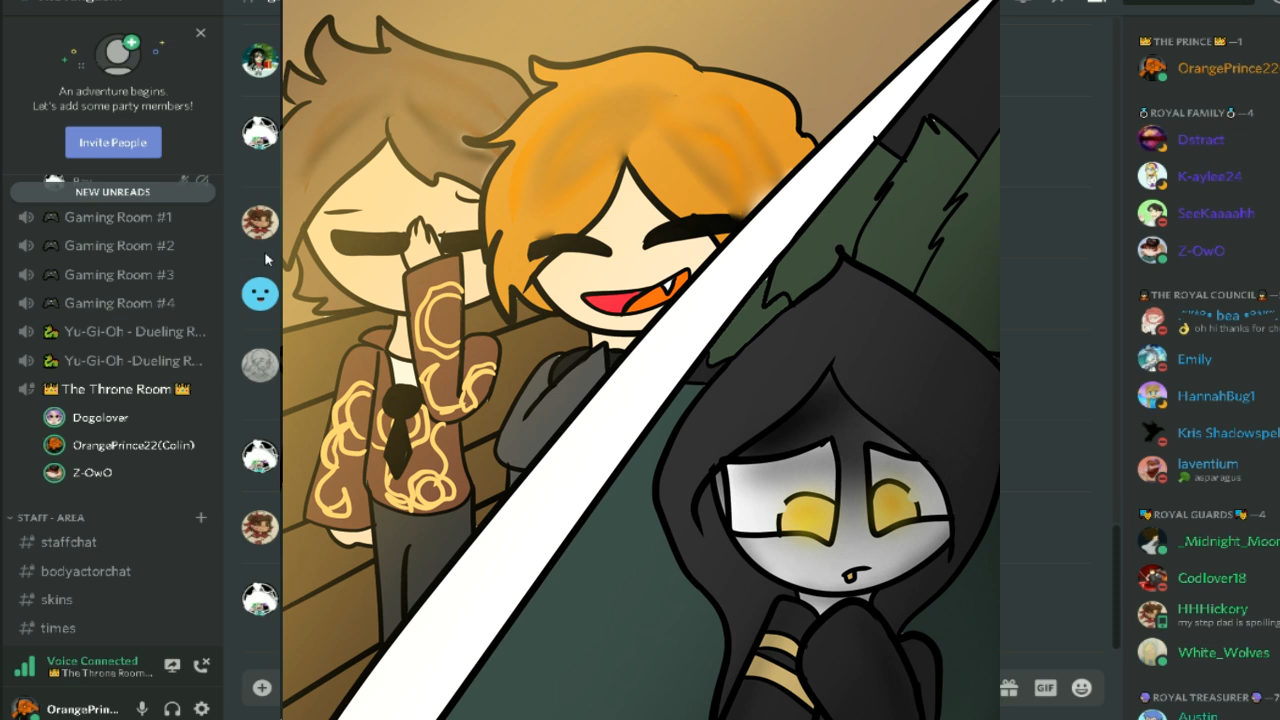 An adventure begins.
Let's add some party members!
Invite People
NEW UNREADS
Gaming Room #1
Gaming Room #2
Gaming Room #3
Gaming Room #4
Yu-Gi-Oh - Dueling R...
Yu-Gi-Oh -Dueling R...
The Throne Room
Dogolover
OrangePrince22(Colin)
Z-OwO
STAFF - AREA
# staffchat
# bodyactorchat
# skins
# times
Voice Connected
The Throne Room...
OrangePrin...
GIF
THE PRINCE —1
OrangePrince22
ROYAL FAMILY —4
Dstract
K-aylee24
SeeKaaaahh
Z-OwO
THE ROYAL COUNCIL —
bea
oh hi thanks for ch
Emily
HannahBug1
Kris Shadowspel
laventium
asparagus
ROYAL GUARDS —4
_Midnight_Moon
Codlover18
HHHickory
my step dad is spoiling
White_Wolves
ROYAL TREASURER —7
Austin